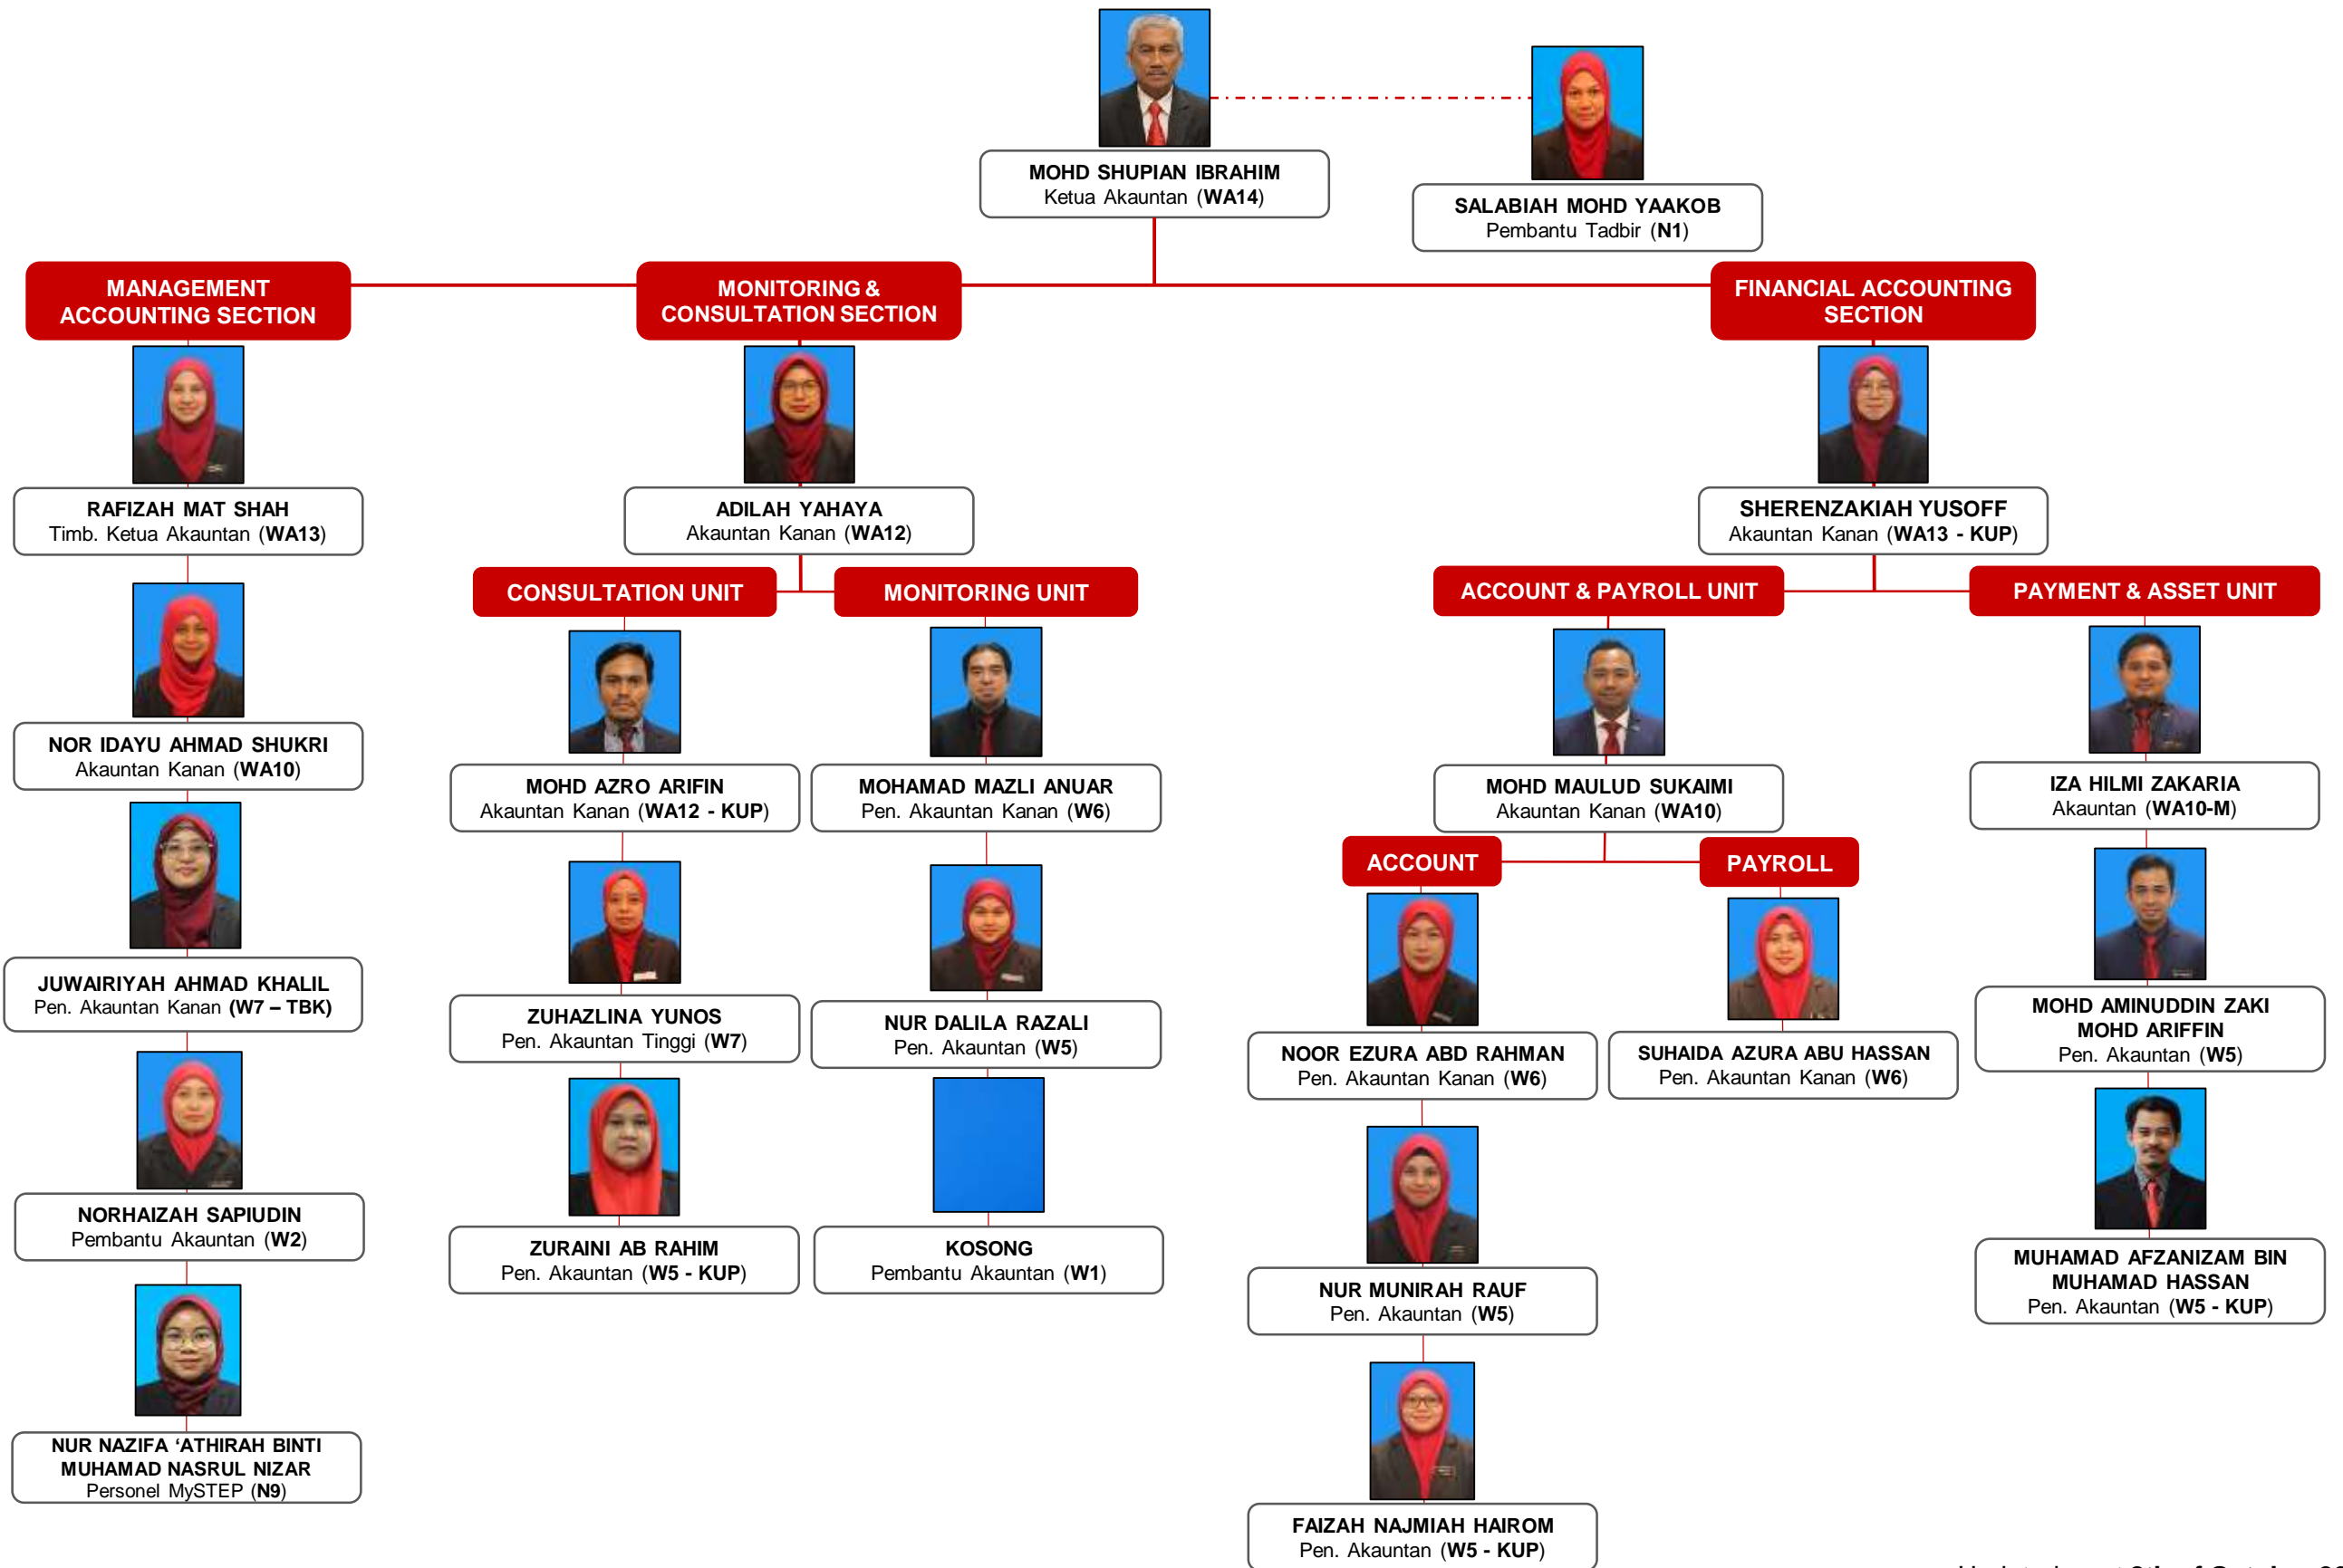 MOHD SHUPIAN IBRAHIM
Ketua Akauntan (WA14)
SALABIAH MOHD YAAKOB
Pembantu Tadbir (N1)
MANAGEMENT
ACCOUNTING SECTION
MONITORING &
CONSULTATION SECTION
FINANCIAL ACCOUNTING
SECTION
RAFIZAH MAT SHAH
Timb. Ketua Akauntan (WA13)
ADILAH YAHAYA
Akauntan Kanan (WA12)
SHERENZAKIAH YUSOFF
Akauntan Kanan (WA13 - KUP)
CONSULTATION UNIT
MONITORING UNIT
ACCOUNT & PAYROLL UNIT
PAYMENT & ASSET UNIT
NOR IDAYU AHMAD SHUKRI
Akauntan Kanan (WA10)
MOHD AZRO ARIFIN
Akauntan Kanan (WA12 - KUP)
MOHAMAD MAZLI ANUAR
Pen. Akauntan Kanan (W6)
MOHD MAULUD SUKAIMI
Akauntan Kanan (WA10)
IZA HILMI ZAKARIA
Akauntan (WA10-M)
ACCOUNT
PAYROLL
JUWAIRIYAH AHMAD KHALIL
Pen. Akauntan Kanan (W7 – TBK)
ZUHAZLINA YUNOS
Pen. Akauntan Tinggi (W7)
NUR DALILA RAZALI
Pen. Akauntan (W5)
NOOR EZURA ABD RAHMAN
Pen. Akauntan Kanan (W6)
SUHAIDA AZURA ABU HASSAN
Pen. Akauntan Kanan (W6)
MOHD AMINUDDIN ZAKI
MOHD ARIFFIN
Pen. Akauntan (W5)
NORHAIZAH SAPIUDIN
Pembantu Akauntan (W2)
ZURAINI AB RAHIM
Pen. Akauntan (W5 - KUP)
KOSONG
Pembantu Akauntan (W1)
NUR MUNIRAH RAUF
Pen. Akauntan (W5)
MUHAMAD AFZANIZAM BIN
MUHAMAD HASSAN
Pen. Akauntan (W5 - KUP)
NUR NAZIFA ‘ATHIRAH BINTI
MUHAMAD NASRUL NIZAR
Personel MySTEP (N9)
FAIZAH NAJMIAH HAIROM
Pen. Akauntan (W5 - KUP)